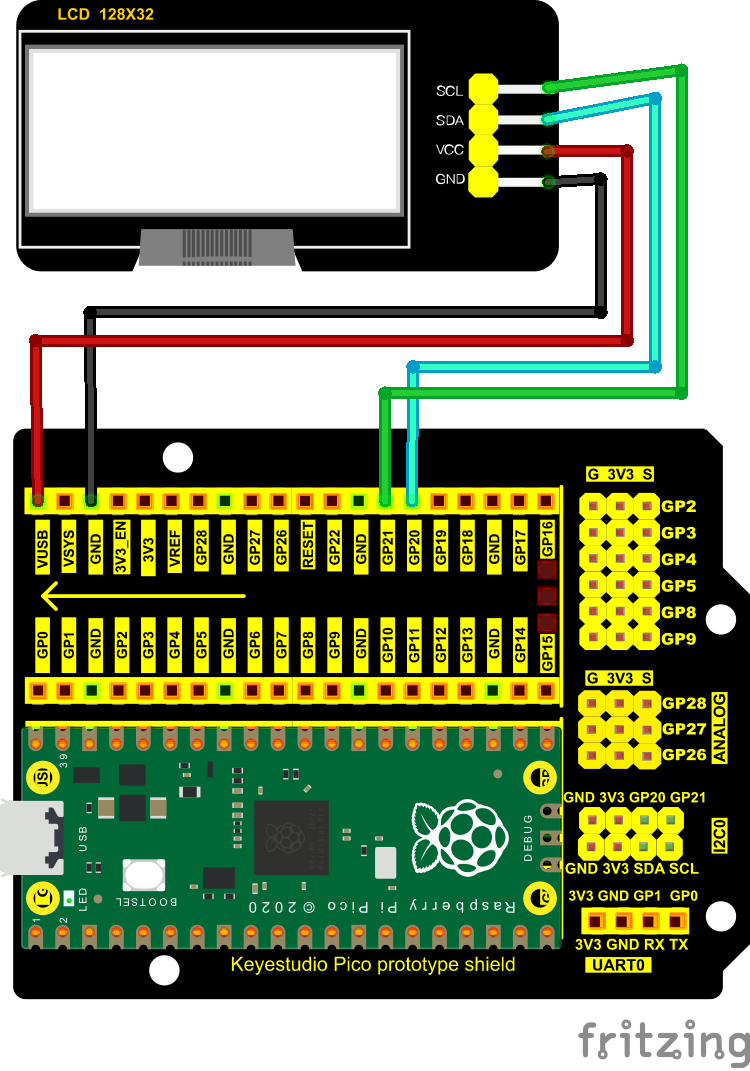 LCD 128X32
SCL
SDA
VCC
GND
G 3V3 S
GP2
GP3
GP4
GP5
GP8
GP9
VUSB VSYS GND 3V3_EN 3V3 VREF GP28 GND GP27 GP26 RESET GP22 GND GP21 GP20 GP19 GP18 GND GP17 GP16
GP0 GP1 GND GP2 GP3 GP4 GP5 GND GP6 GP7 GP8 GP9 GND GP10 GP11 GP12 GP13 GND GP14 GP15
G 3V3 S
GP28
GP27
GP26
ANALOG
GND 3V3 GP20 GP21
I2C0
GND 3V3 SDA SCL
3V3 GND GP1 GP0
3V3 GND RX TX
UART0
39
USB
DEBUG
LED
BOOTSEL
1
2
Raspberry Pi Pico © 2020
Keyestudio Pico prototype shield
fritzing